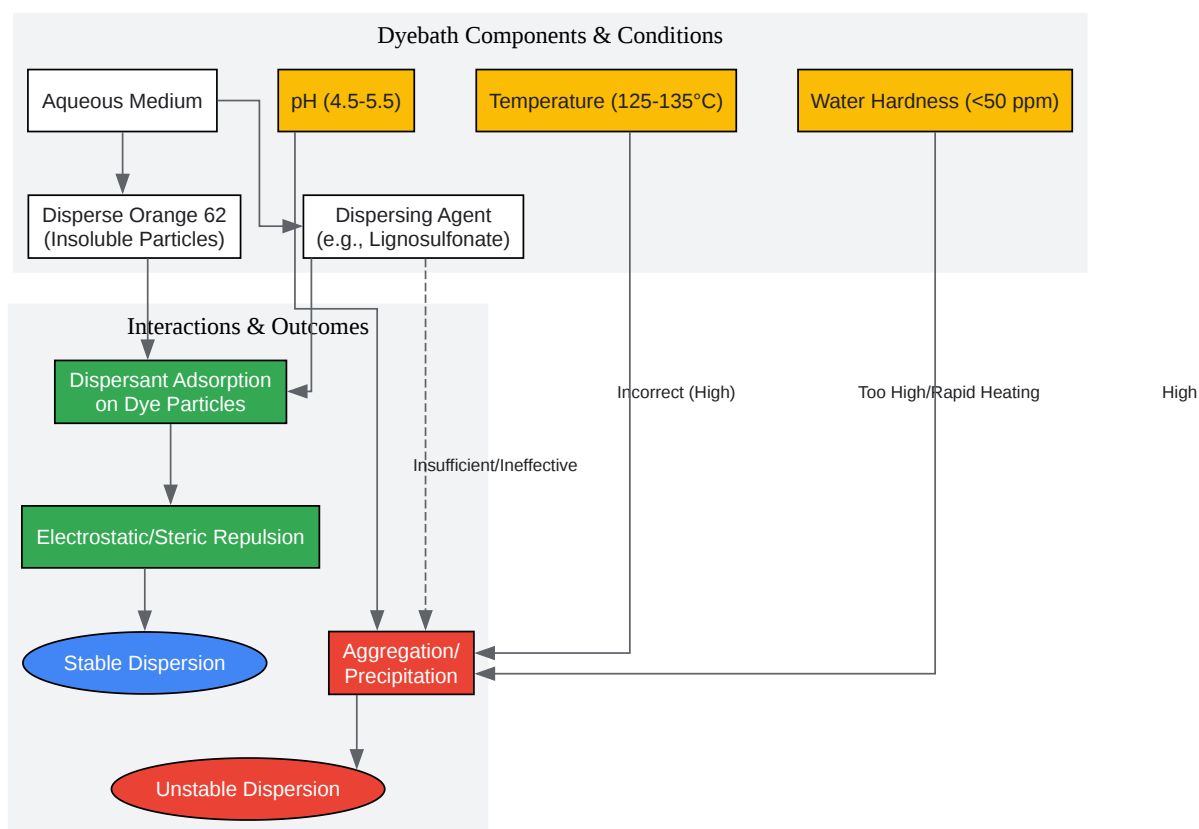 Dyebath Components & Conditions
Aqueous Medium
pH (4.5-5.5)
Temperature (125-135°C)
Water Hardness (<50 ppm)
Disperse Orange 62
(Insoluble Particles)
Dispersing Agent
(e.g., Lignosulfonate)
Interactions & Outcomes
Dispersant Adsorption
on Dye Particles
Incorrect (High)
Too High/Rapid Heating
High
Insufficient/Ineffective
Electrostatic/Steric Repulsion
Stable Dispersion
Aggregation/
Precipitation
Unstable Dispersion